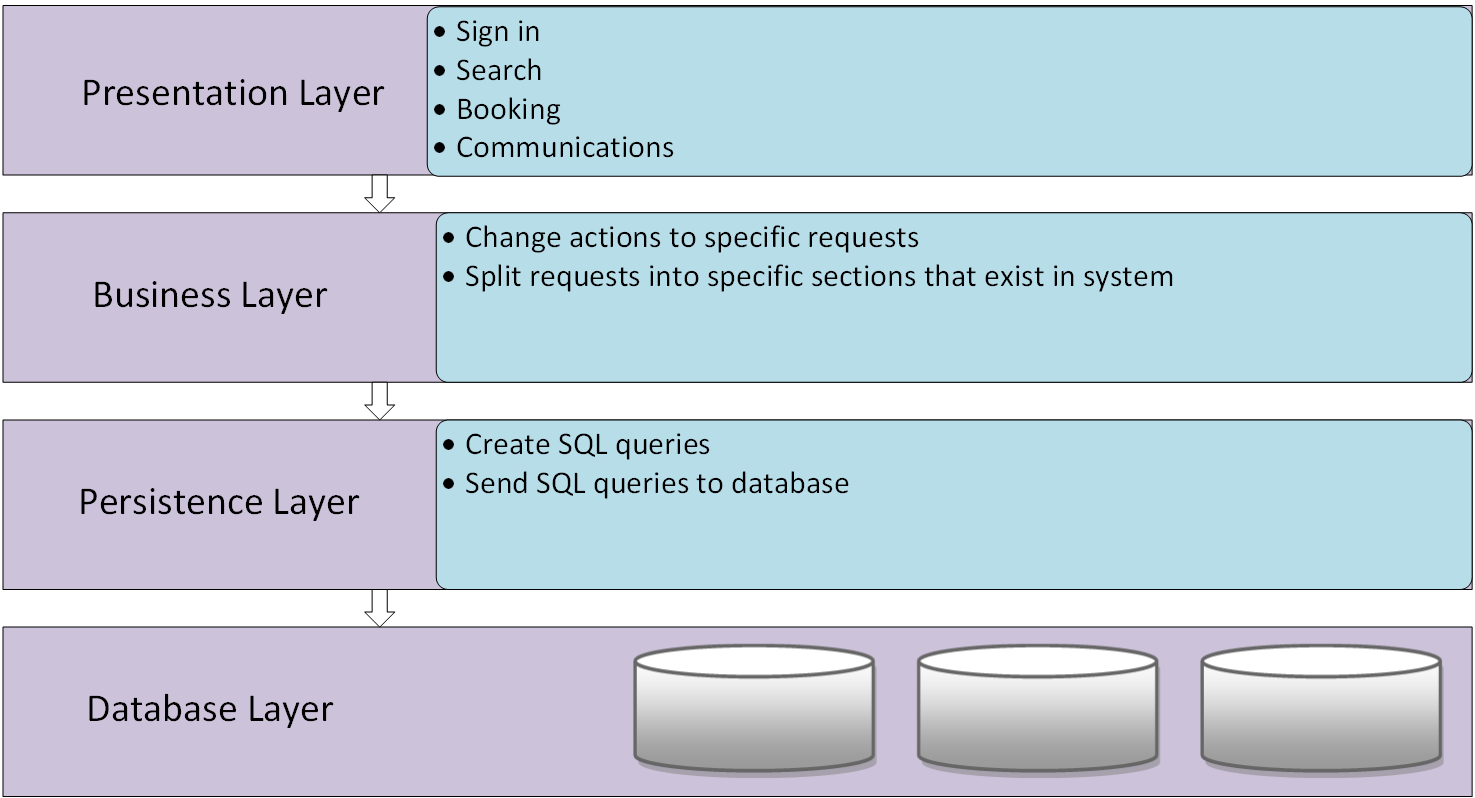 Presentation Layer
• Sign in
• Search
• Booking
• Communications
Business Layer
• Change actions to specific requests
• Split requests into specific sections that exist in system
Persistence Layer
• Create SQL queries
• Send SQL queries to database
Database Layer